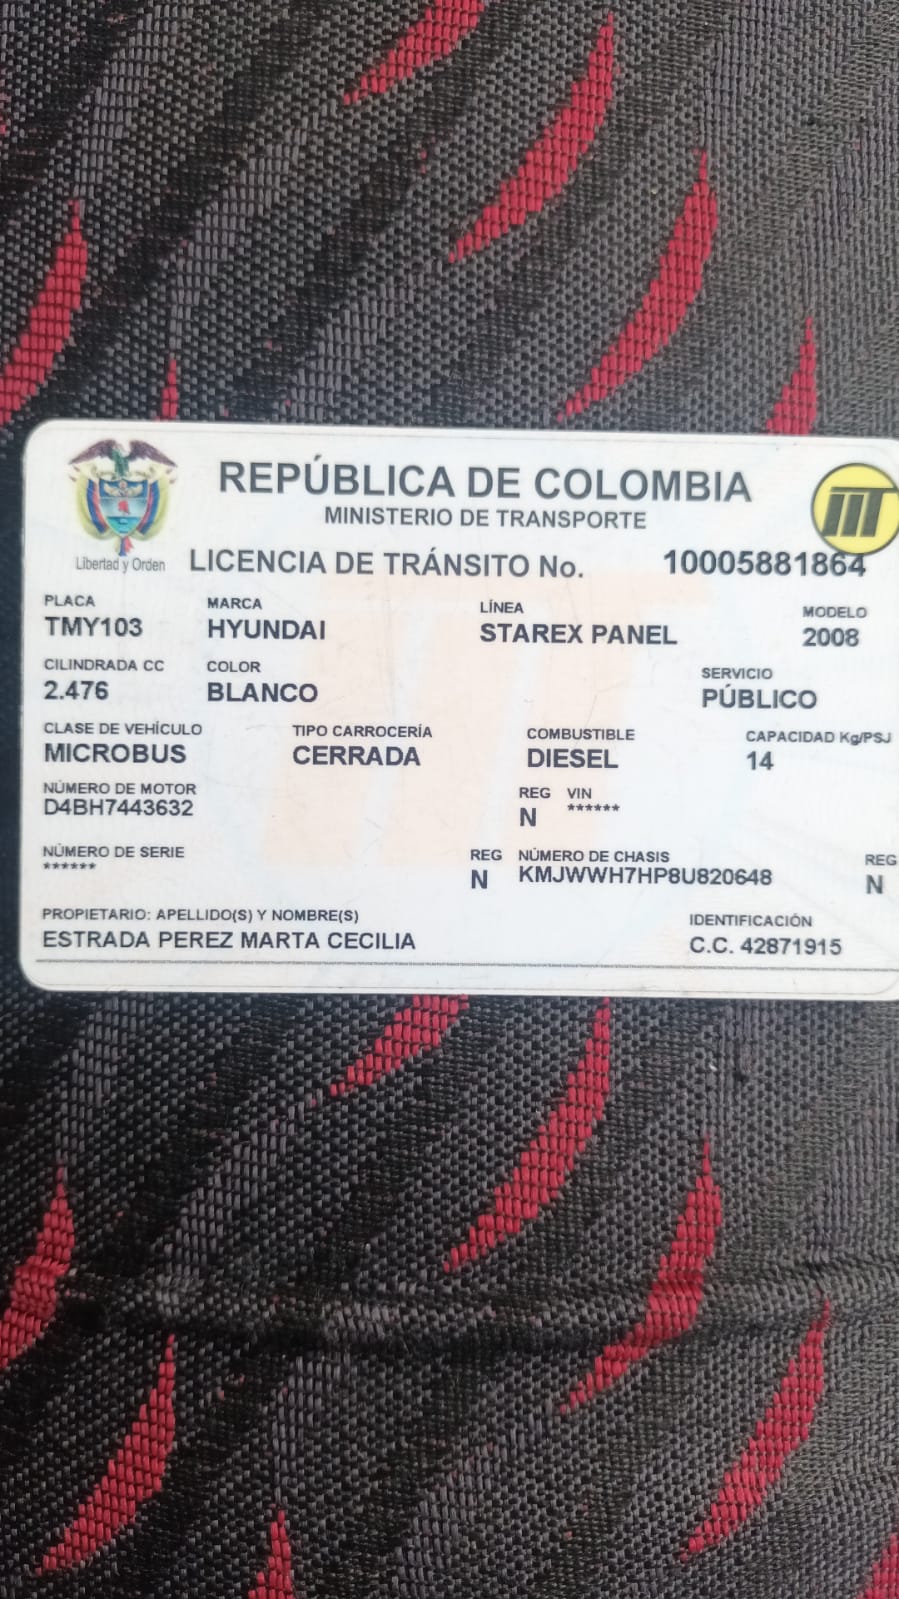 REPÚBLICA DE COLOMBIA
MINISTERIO DE TRANSPORTE
Libertad y Orden
LICENCIA DE TRÁNSITO No. 10005881864
PLACA MARCA LÍNEA MODELO
TMY103 HYUNDAI STAREX PANEL 2008
CILINDRADA CC COLOR SERVICIO
2.476 BLANCO PÚBLICO
CLASE DE VEHÍCULO TIPO CARROCERÍA COMBUSTIBLE CAPACIDAD Kg/PSJ
MICROBUS CERRADA DIESEL 14
NÚMERO DE MOTOR REG VIN
D4BH7443632 N ******
NÚMERO DE SERIE REG NÚMERO DE CHASIS REG
****** N KMJWWH7HP8U820648 N
PROPIETARIO: APELLIDO(S) Y NOMBRE(S) IDENTIFICACIÓN
ESTRADA PEREZ MARTA CECILIA C.C. 42871915